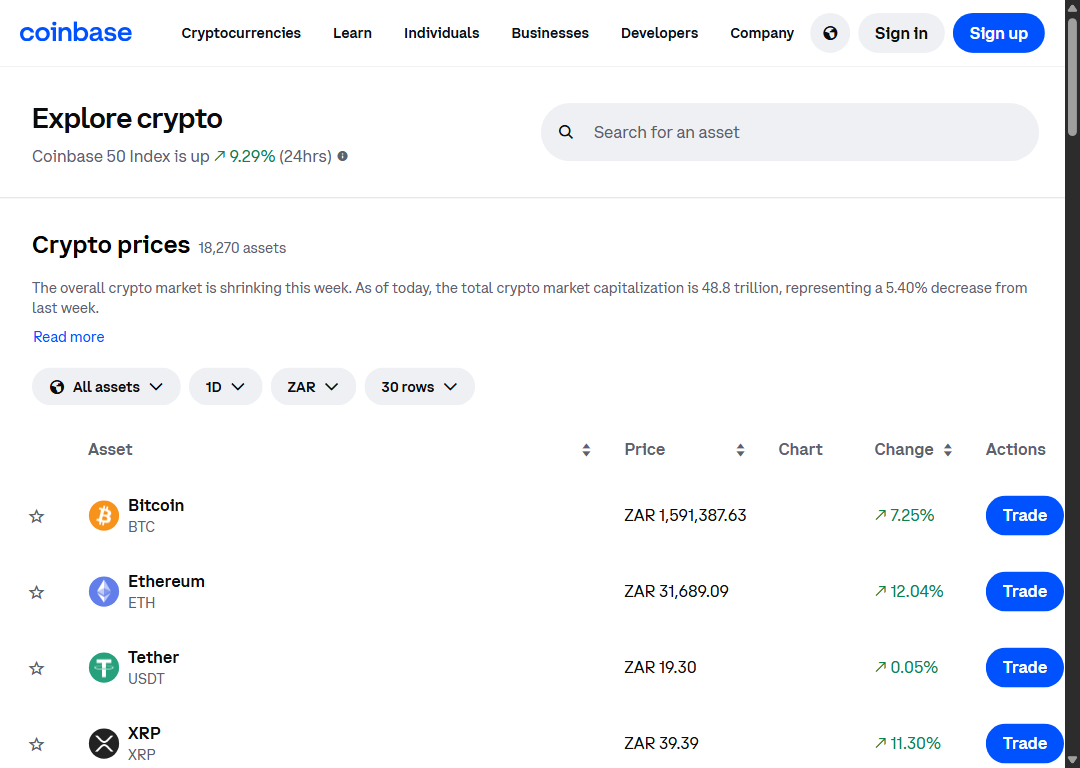 coinbase
Cryptocurrencies
Learn
Individuals
Businesses
Developers
Company
Sign in
Sign up
Explore crypto
Search for an asset
Coinbase 50 Index is up ↗ 9.29% (24hrs)
Crypto prices 18,270 assets
The overall crypto market is shrinking this week. As of today, the total crypto market capitalization is 48.8 trillion, representing a 5.40% decrease from
last week.
Read more
All assets
1D
ZAR
30 rows
Asset
Price
Chart
Change
Actions
Bitcoin
BTC
ZAR 1,591,387.63
↗ 7.25%
Trade
Ethereum
ETH
ZAR 31,689.09
↗ 12.04%
Trade
Tether
USDT
ZAR 19.30
↗ 0.05%
Trade
XRP
XRP
ZAR 39.39
↗ 11.30%
Trade